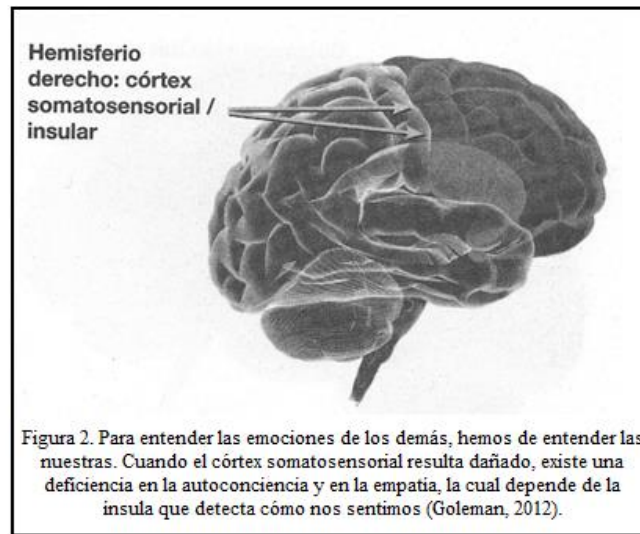 Hemisferio
derecho: córtex
somatosensorial /
insular
Figura 2. Para entender las emociones de los demás, hemos de entender las
nuestras. Cuando el córtex somatosensorial resulta dañado, existe una
deficiencia en la autoconciencia y en la empatía, la cual depende de la
insula que detecta cómo nos sentimos (Goleman, 2012).